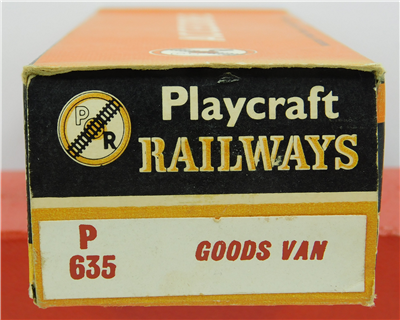 P R
Playcraft
RAILWAYS
P
635
GOODS VAN